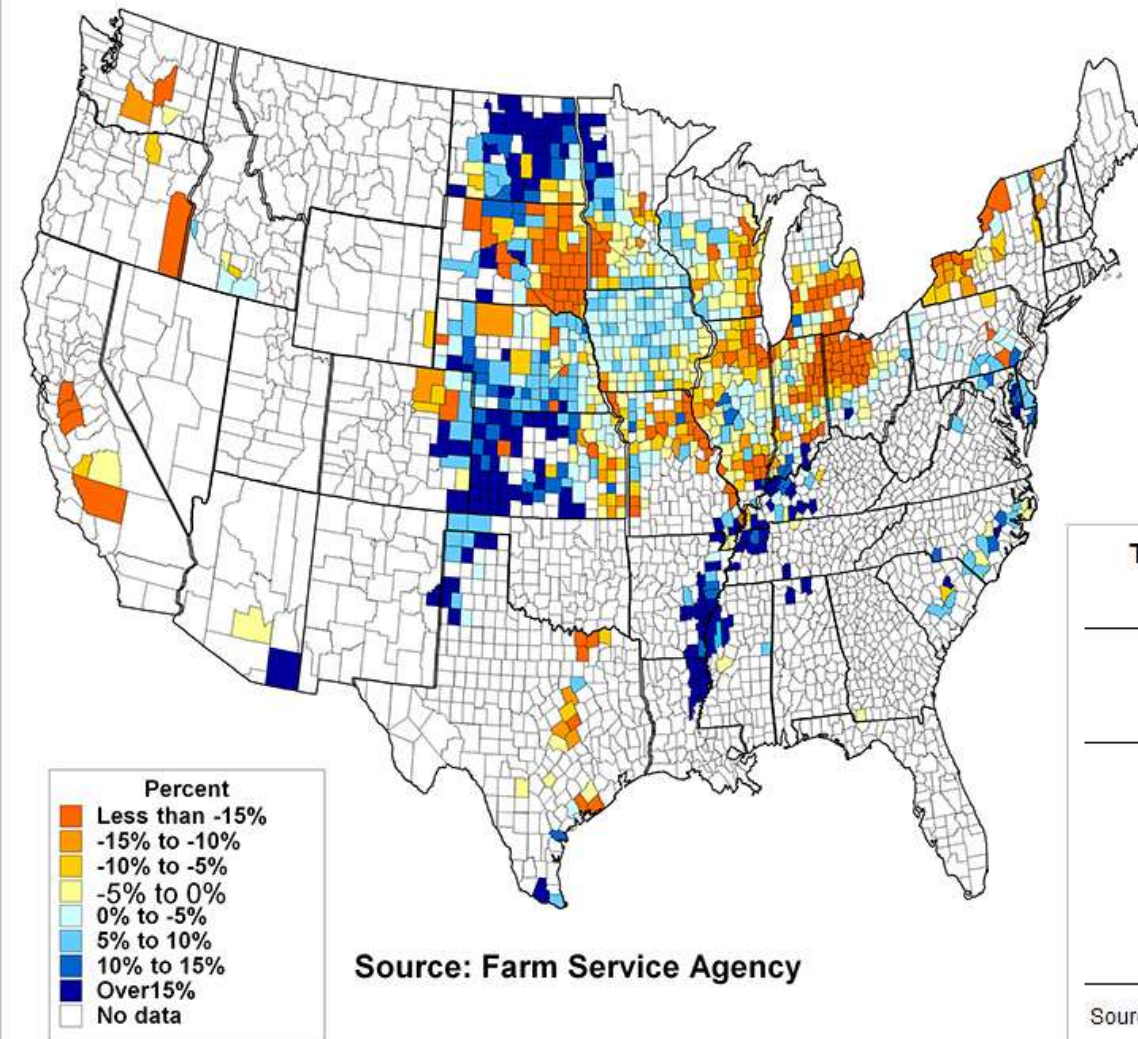 Percent
Less than -15%
-15% to -10%
-10% to -5%
-5% to 0%
0% to -5%
5% to 10%
10% to 15%
Over15%
No data
Source: Farm Service Agency
T
Sour